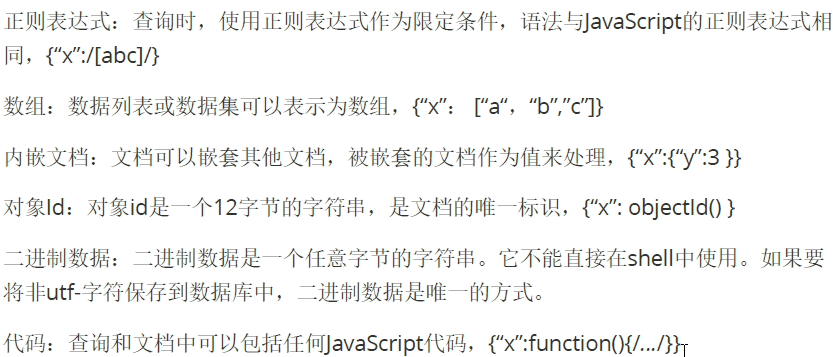 正则表达式：查询时，使用正则表达式作为限定条件，语法与JavaScript的正则表达式相
同，{“x”:/[abc]/}
数组：数据列表或数据集可以表示为数组，{“x”： [“a“，“b”,”c”]}
内嵌文档：文档可以嵌套其他文档，被嵌套的文档作为值来处理，{“x”:{“y”:3 }}
对象Id：对象id是一个12字节的字符串，是文档的唯一标识，{“x”: objectId() }
二进制数据：二进制数据是一个任意字节的字符串。它不能直接在shell中使用。如果要
将非utf-字符保存到数据库中，二进制数据是唯一的方式。
代码：查询和文档中可以包括任何JavaScript代码，{“x”:function(){/…/}}